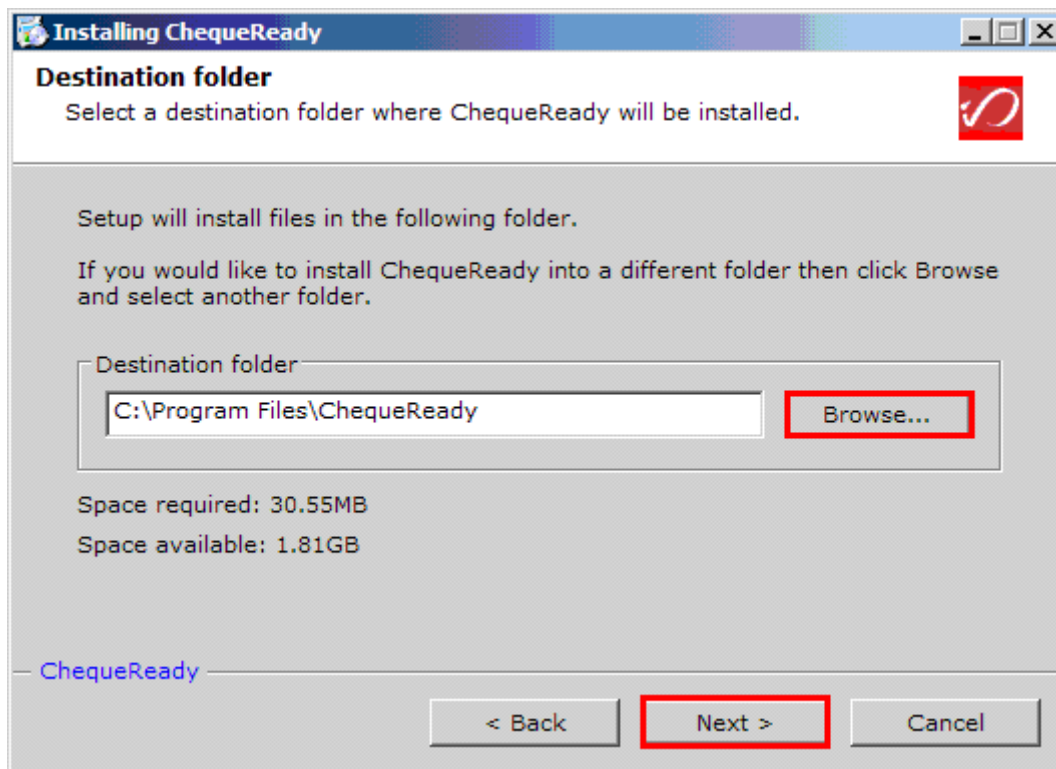 Installing ChequeReady
Destination folder
Select a destination folder where ChequeReady will be installed.
Setup will install files in the following folder.
If you would like to install ChequeReady into a different folder then click Browse
and select another folder.
Destination folder
C:\Program Files\ChequeReady
Browse...
Space required: 30.55MB
Space available: 1.81GB
ChequeReady
< Back
Next >
Cancel